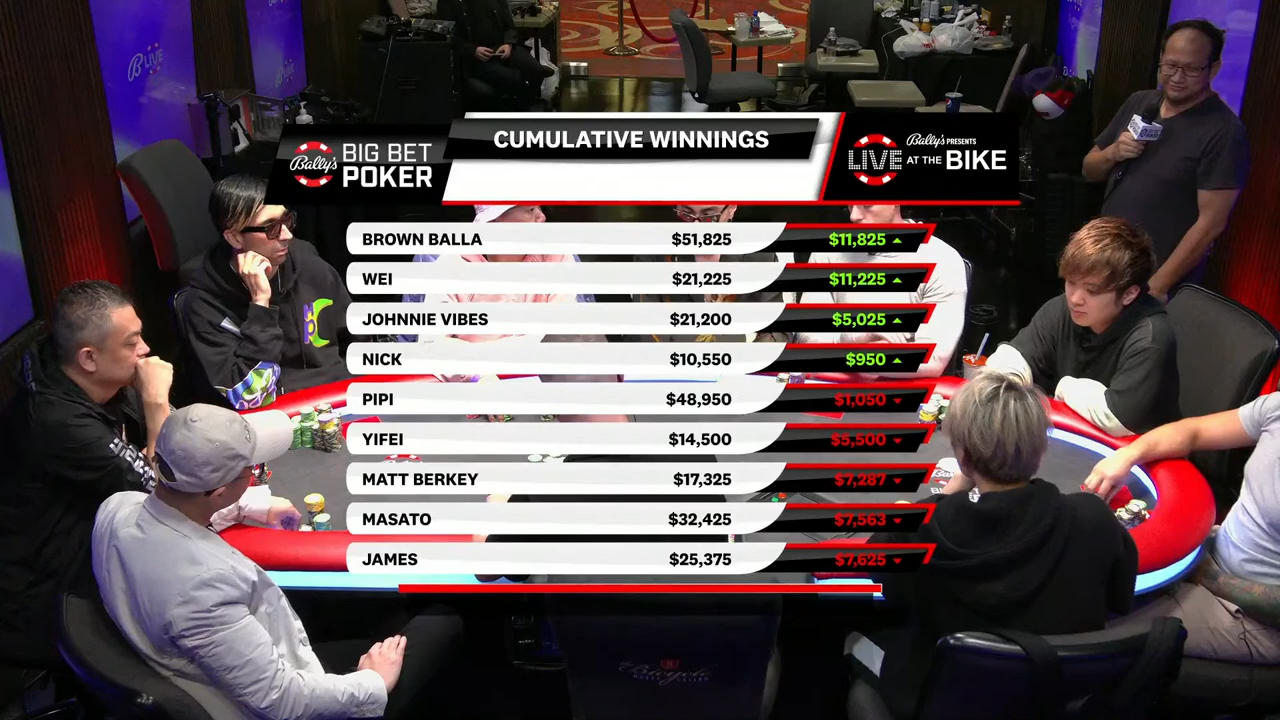 B LIVE
CUMULATIVE WINNINGS
Bally's
BIG BET
POKER
Bally's PRESENTS
LIVE AT THE BIKE
BROWN BALLA $51,825 $11,825
WEI $21,225 $11,225
JOHNNIE VIBES $21,200 $5,025
NICK $10,550 $950
PIPI $48,950 $1,050
YIFEI $14,500 $5,500
MATT BERKEY $17,325 $7,287
MASATO $32,425 $7,563
JAMES $25,375 $7,625
Bicycle